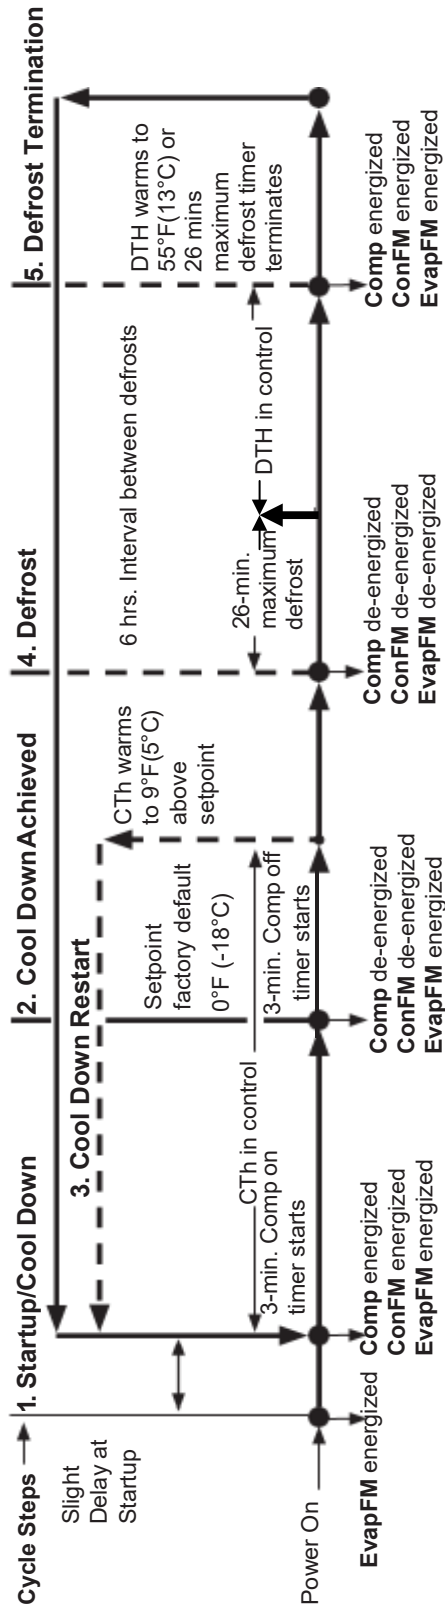 Cycle Steps
1. Startup/Cool Down
2. Cool Down Achieved
4. Defrost
5. Defrost Termination
3. Cool Down Restart
Slight
Delay at
Startup
Setpoint
factory default
0°F (-18°C)
CTh warms
to 9°F(5°C)
above
setpoint
6 hrs. Interval between defrosts
DTH warms to
55°F(13°C) or
26 mins
maximum
defrost timer
terminates
CTh in control
3-min. Comp on
timer starts
3-min. Comp off
timer starts
26-min.
maximum
defrost
DTH in control
Power On
EvapFM energized
Comp energized
ConFM energized
EvapFM energized
Comp de-energized
ConFM de-energized
EvapFM energized
Comp de-energized
ConFM de-energized
EvapFM de-energized
Comp energized
ConFM energized
EvapFM energized